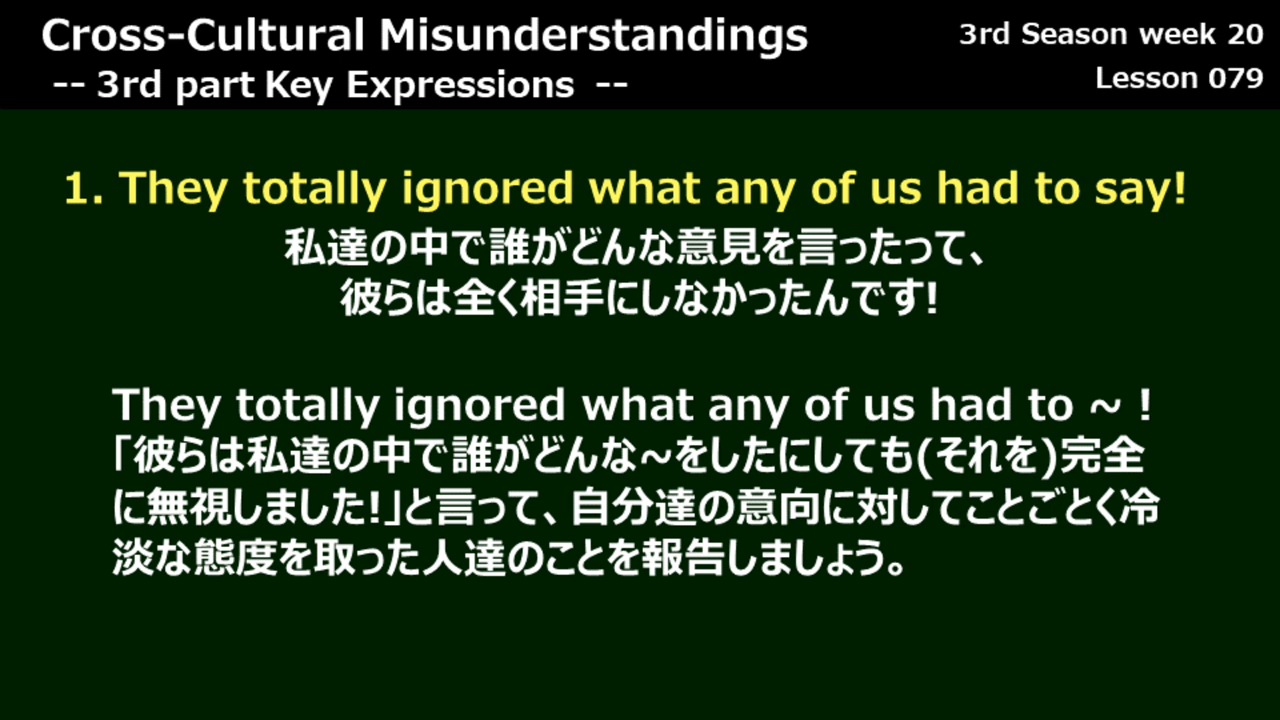 Cross-Cultural Misunderstandings
3rd Season week 20
-- 3rd part Key Expressions --
Lesson 079
1. They totally ignored what any of us had to say!
私達の中で誰がどんな意見を言ったって、
彼らは全く相手にしなかったんです!
They totally ignored what any of us had to ~ !
「彼らは私達の中で誰がどんな~をしたにしても(それを)完全
に無視しました!」と言って、自分達の意向に対してことごとく冷
淡な態度を取った人達のことを報告しましょう。